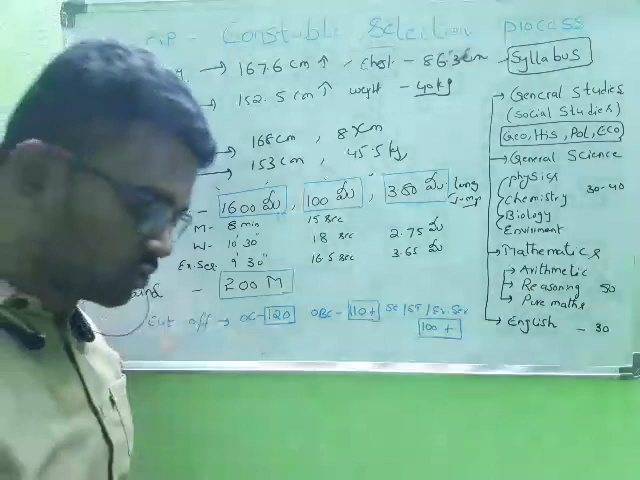 Constable Selection process
→ 167.6 cm ↑ , chest - 86.3 cm
→ 152.5 cm ↑ weight - 40 kg
→ 168 cm ,
→ 153 cm , 45.5 kg
- 1600 మీ , 100 మీ , మీ Long Jump
M- 8 min 15 sec
W- 10' 30" 18 sec 2.75 మీ
Ex.Ser 9' 30" 16.5 sec 3.65 మీ
- 200 M
Cut off → OC- 120 OBC- 110+ SC/ST/Ex.Ser 100+
Syllabus
→ General Studies
(Social Studies)
Geo, His, Pol, Eco
→ General Science
physics
chemistry 30-40
Biology
Envirment
→ Mathematics
→ Arithmetic
→ Reasoning 50
→ Pure maths
→ English - 30